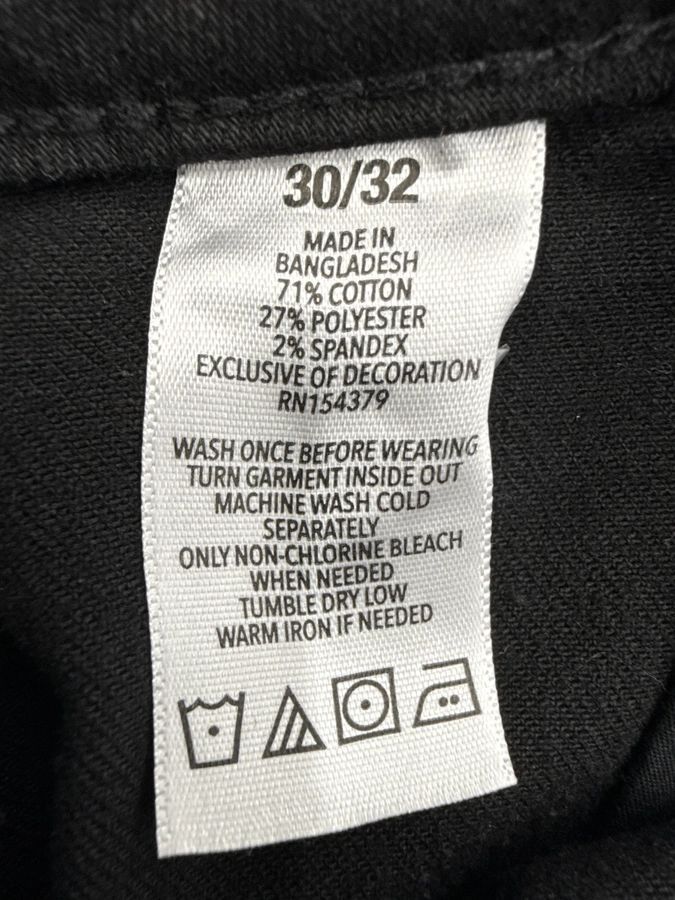 30/32
MADE IN
BANGLADESH
71% COTTON
27% POLYESTER
2% SPANDEX
EXCLUSIVE OF DECORATION
RN154379
WASH ONCE BEFORE WEARING
TURN GARMENT INSIDE OUT
MACHINE WASH COLD
SEPARATELY
ONLY NON-CHLORINE BLEACH
WHEN NEEDED
TUMBLE DRY LOW
WARM IRON IF NEEDED